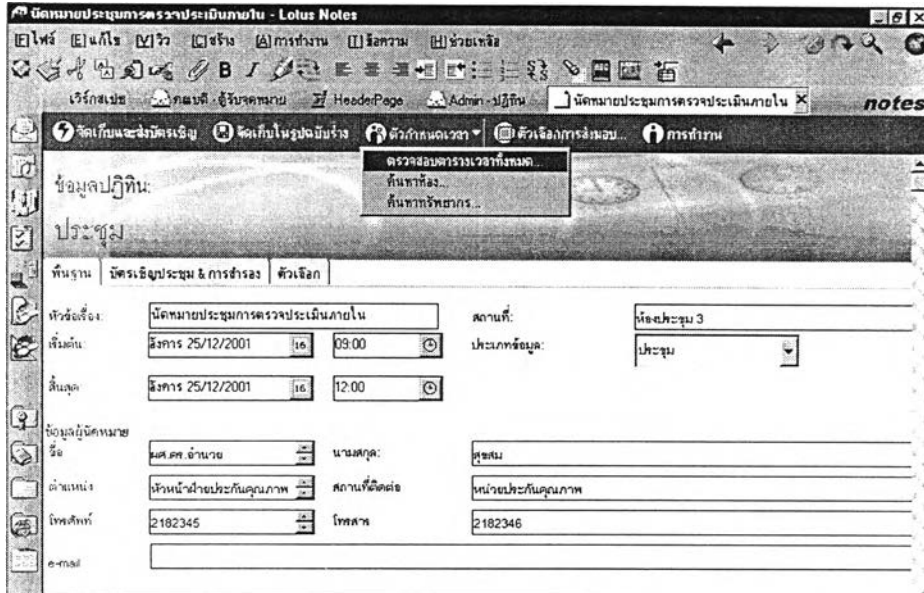 นัดหมายประชุมการตรวจประเมินภายใน - Lotus Notes
[F]ไฟล์ [E]แก้ไข [V]วิว [C]สร้าง [A]การทำงาน [T]ข้อความ [H]ช่วยเหลือ
เวิร์กสเปซ คณบดี - ตู้รับจดหมาย HeaderPage Admin - ปฏิทิน นัดหมายประชุมการตรวจประเมินภายใน notes
จัดเก็บและส่งบัตรเชิญ จัดเก็บในรูปฉบับร่าง ตัวกำหนดเวลา ตัวเลือกการส่งมอบ... การทำงาน
ตรวจสอบตารางเวลาทั้งหมด...
ค้นหาห้อง...
ค้นหาทรัพยากร...
ข้อมูลปฏิทิน:
ประชุม
พื้นฐาน บัตรเชิญประชุม & การสำรอง ตัวเลือก
หัวข้อเรื่อง: นัดหมายประชุมการตรวจประเมินภายใน สถานที่: ห้องประชุม 3
เริ่มต้น: อังคาร 25/12/2001 16 09:00 ประเภทข้อมูล: ประชุม
สิ้นสุด อังคาร 25/12/2001 16 12:00
ข้อมูลผู้นัดหมาย
ชื่อ ผศ.ดร.อำนวย นามสกุล: สุขสม
ตำแหน่ง หัวหน้าฝ่ายประกันคุณภาพ สถานที่ติดต่อ หน่วยประกันคุณภาพ
โทรศัพท์ 2182345 โทรสาร 2182346
e-mail